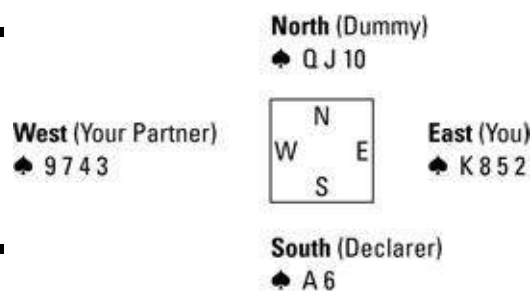 North (Dummy)
♠ Q J 10
N
West (Your Partner)
W E
East (You)
♠ 9 7 4 3
♠ K 8 5 2
S
South (Declarer)
♠ A 6